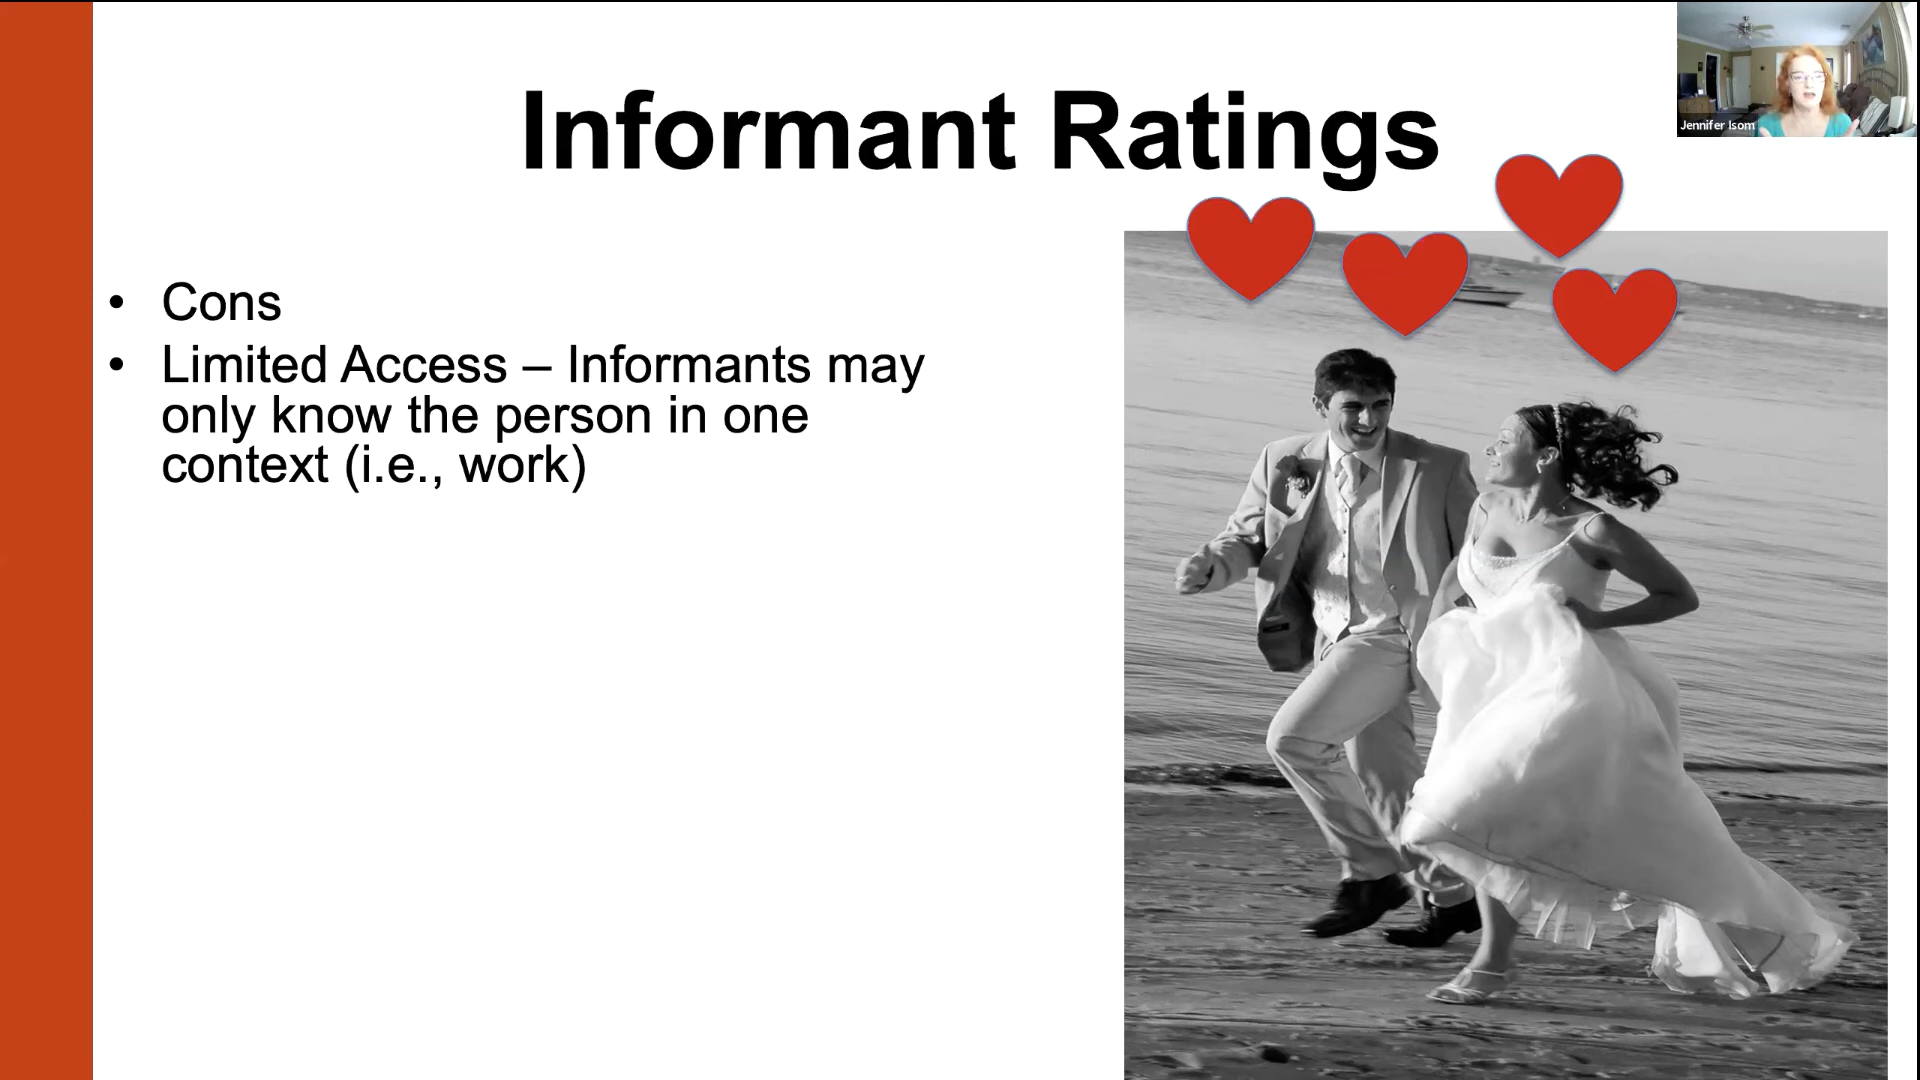 Informant Ratings
Jennifer Isom
• Cons
• Limited Access – Informants may
only know the person in one
context (i.e., work)